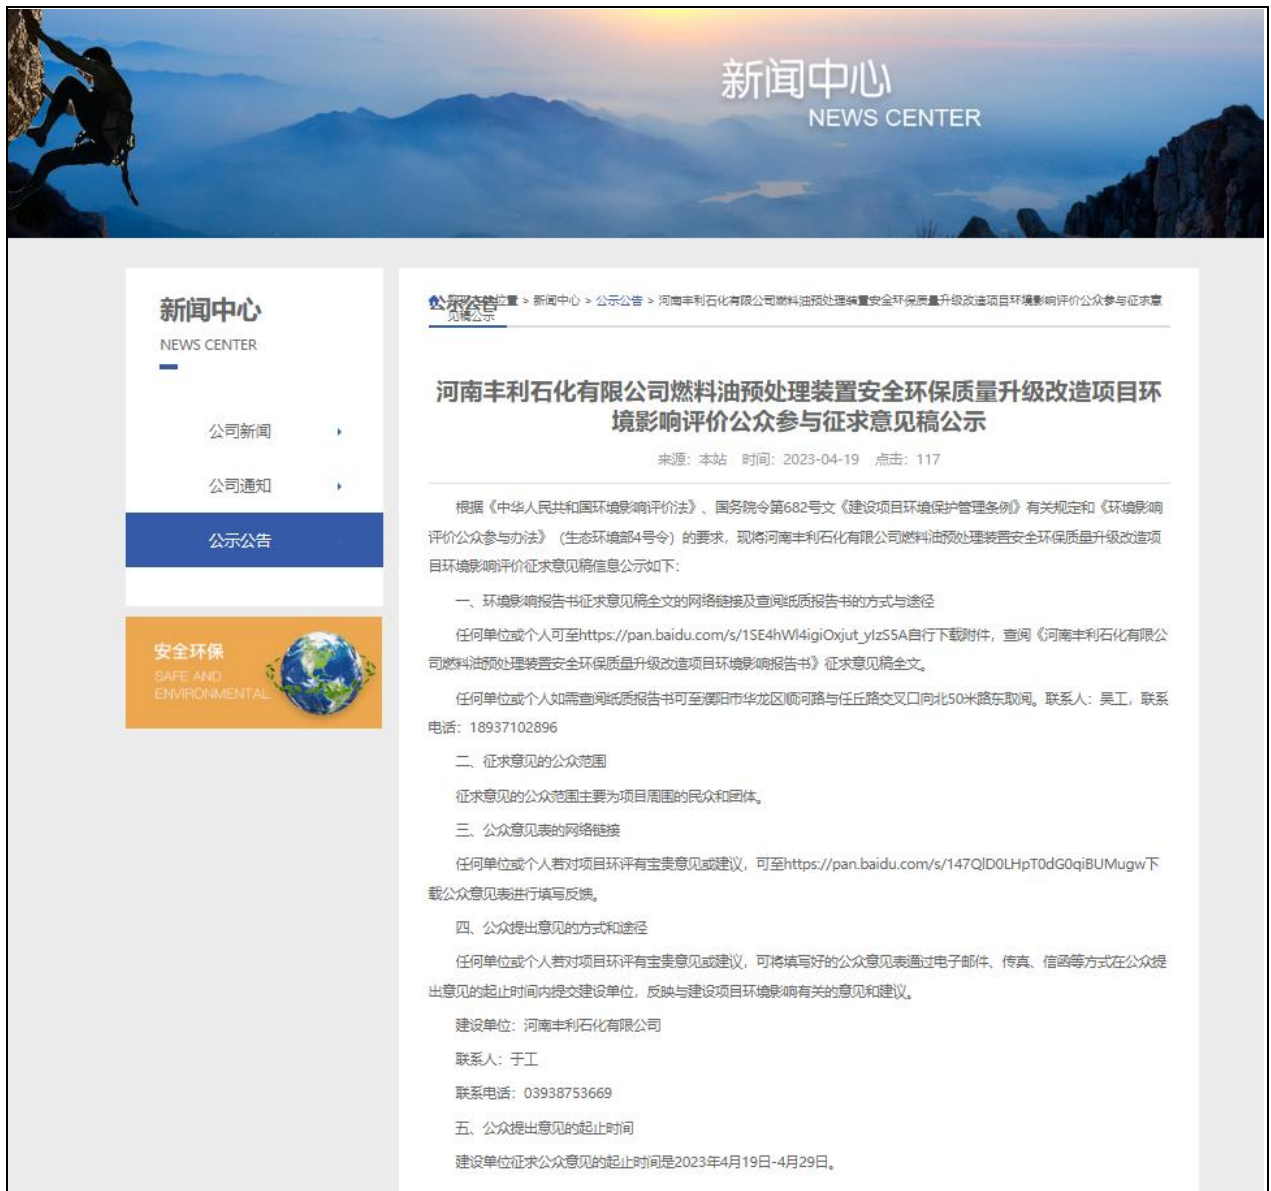 新闻中心
NEWS CENTER
新闻中心
NEWS CENTER
公司新闻
公司通知
公示公告
安全环保
SAFE AND
ENVIRONMENTAL
公示公告
位置 > 新闻中心 > 公示公告 > 河南丰利石化有限公司燃料油预处理装置安全环保质量升级改造项目环境影响评价公众参与征求意
见稿公示
河南丰利石化有限公司燃料油预处理装置安全环保质量升级改造项目环
境影响评价公众参与征求意见稿公示
来源：本站 时间：2023-04-19 点击：117
根据《中华人民共和国环境影响评价法》、国务院令第682号文《建设项目环境保护管理条例》有关规定和《环境影响
评价公众参与办法》（生态环境部4号令）的要求，现将河南丰利石化有限公司燃料油预处理装置安全环保质量升级改造项
目环境影响评价征求意见稿信息公示如下：
一、环境影响报告书征求意见稿全文的网络链接及查阅纸质报告书的方式与途径
任何单位或个人可至https://pan.baidu.com/s/1SE4hWl4igiOxjut_ylzS5A自行下载附件，查阅《河南丰利石化有限公
司燃料油预处理装置安全环保质量升级改造项目环境影响报告书》征求意见稿全文。
任何单位或个人如需查阅纸质报告书可至濮阳市华龙区顺河路与任丘路交叉口向北50米路东取阅。联系人：吴工，联系
电话：18937102896
二、征求意见的公众范围
征求意见的公众范围主要为项目周围的民众和团体。
三、公众意见表的网络链接
任何单位或个人若对项目环评有宝贵意见或建议，可至https://pan.baidu.com/s/147QlD0LHpT0dG0qiBUMugw下
载公众意见表进行填写反馈。
四、公众提出意见的方式和途径
任何单位或个人若对项目环评有宝贵意见或建议，可将填写好的公众意见表通过电子邮件、传真、信函等方式在公众提
出意见的起止时间内提交建设单位，反映与建设项目环境影响有关的意见和建议。
建设单位：河南丰利石化有限公司
联系人：于工
联系电话：03938753669
五、公众提出意见的起止时间
建设单位征求公众意见的起止时间是2023年4月19日-4月29日。